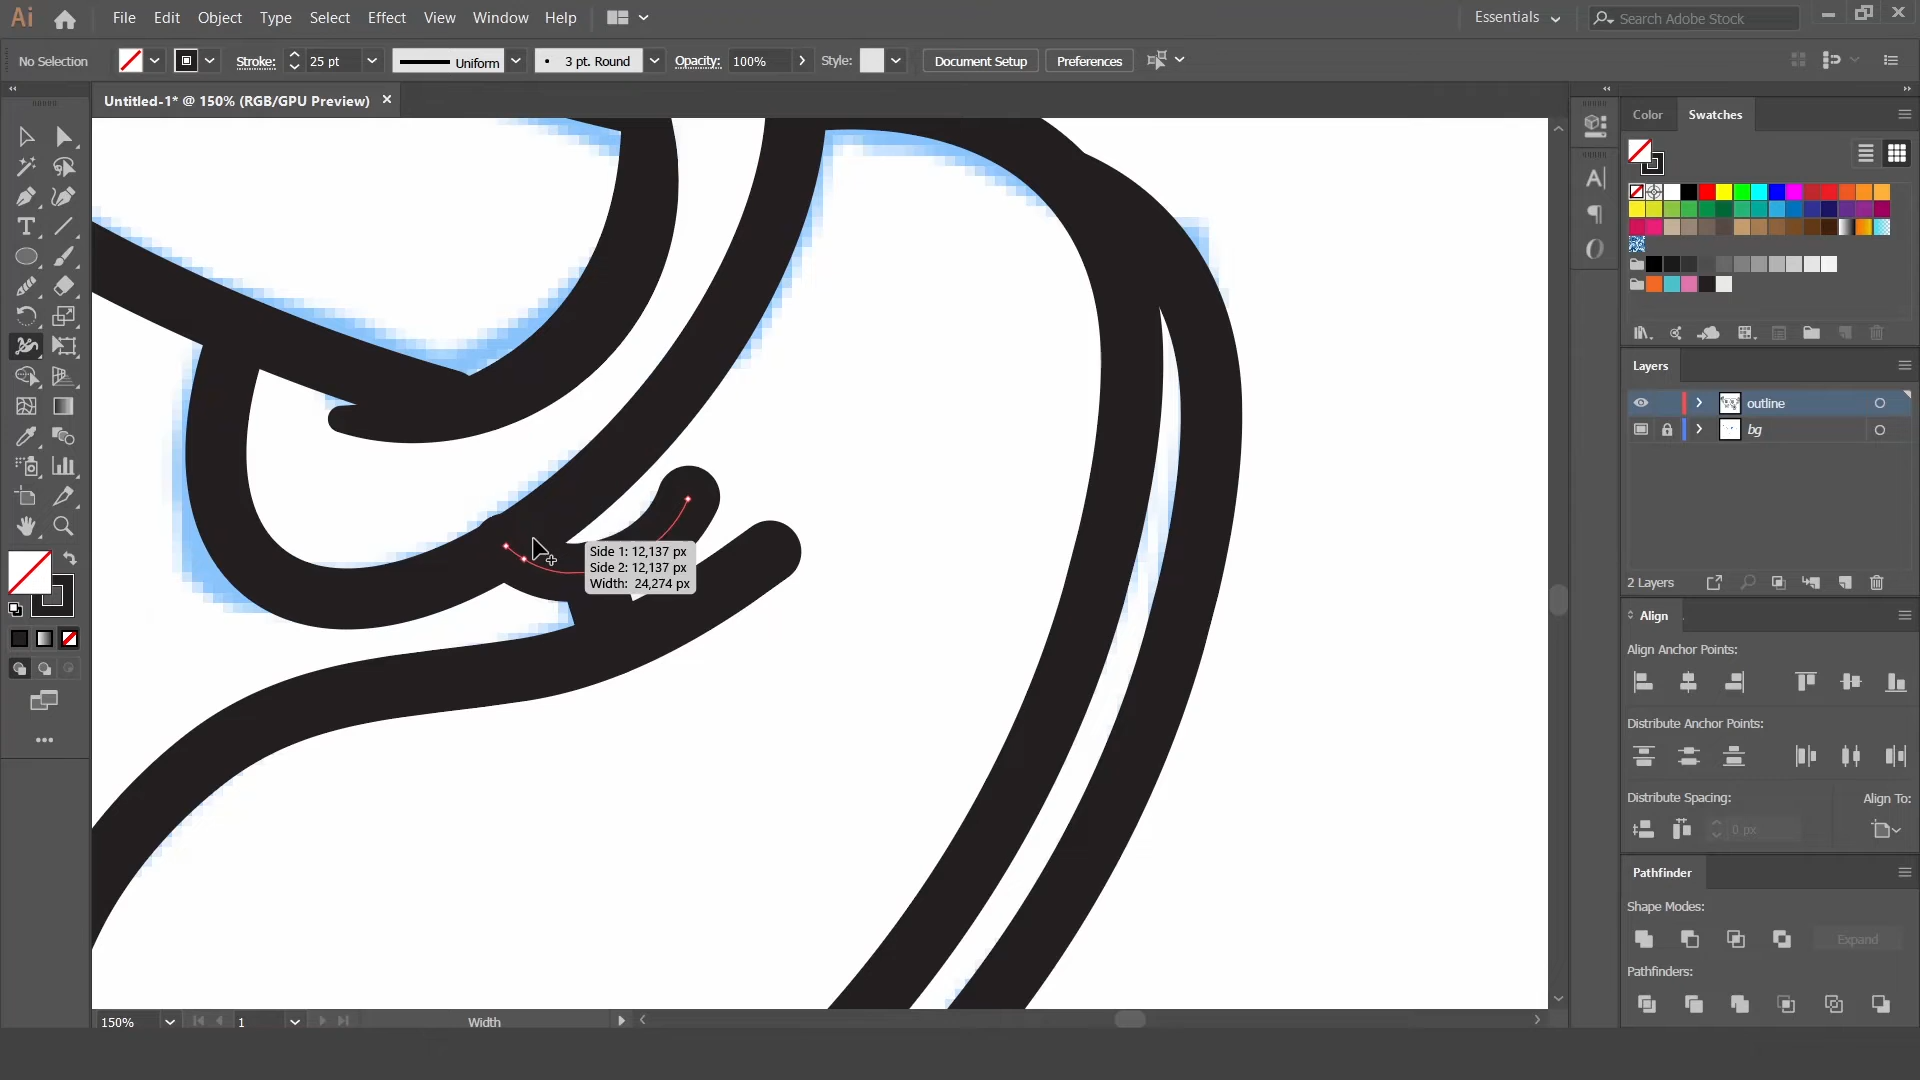 Ai File Edit Object Type Select Effect View Window Help Essentials Search Adobe Stock
No Selection Stroke: 25 pt Uniform 3 pt. Round Opacity: 100% Style: Document Setup Preferences
Untitled-1* @ 150% (RGB/GPU Preview)
Color Swatches
Layers
outline
bg
Side 1: 12,137 px
Side 2: 12,137 px
Width: 24,274 px
2 Layers
Align
Align Anchor Points:
Distribute Anchor Points:
Distribute Spacing: Align To:
0 px
Pathfinder
Shape Modes:
Expand
Pathfinders:
150% 1 Width